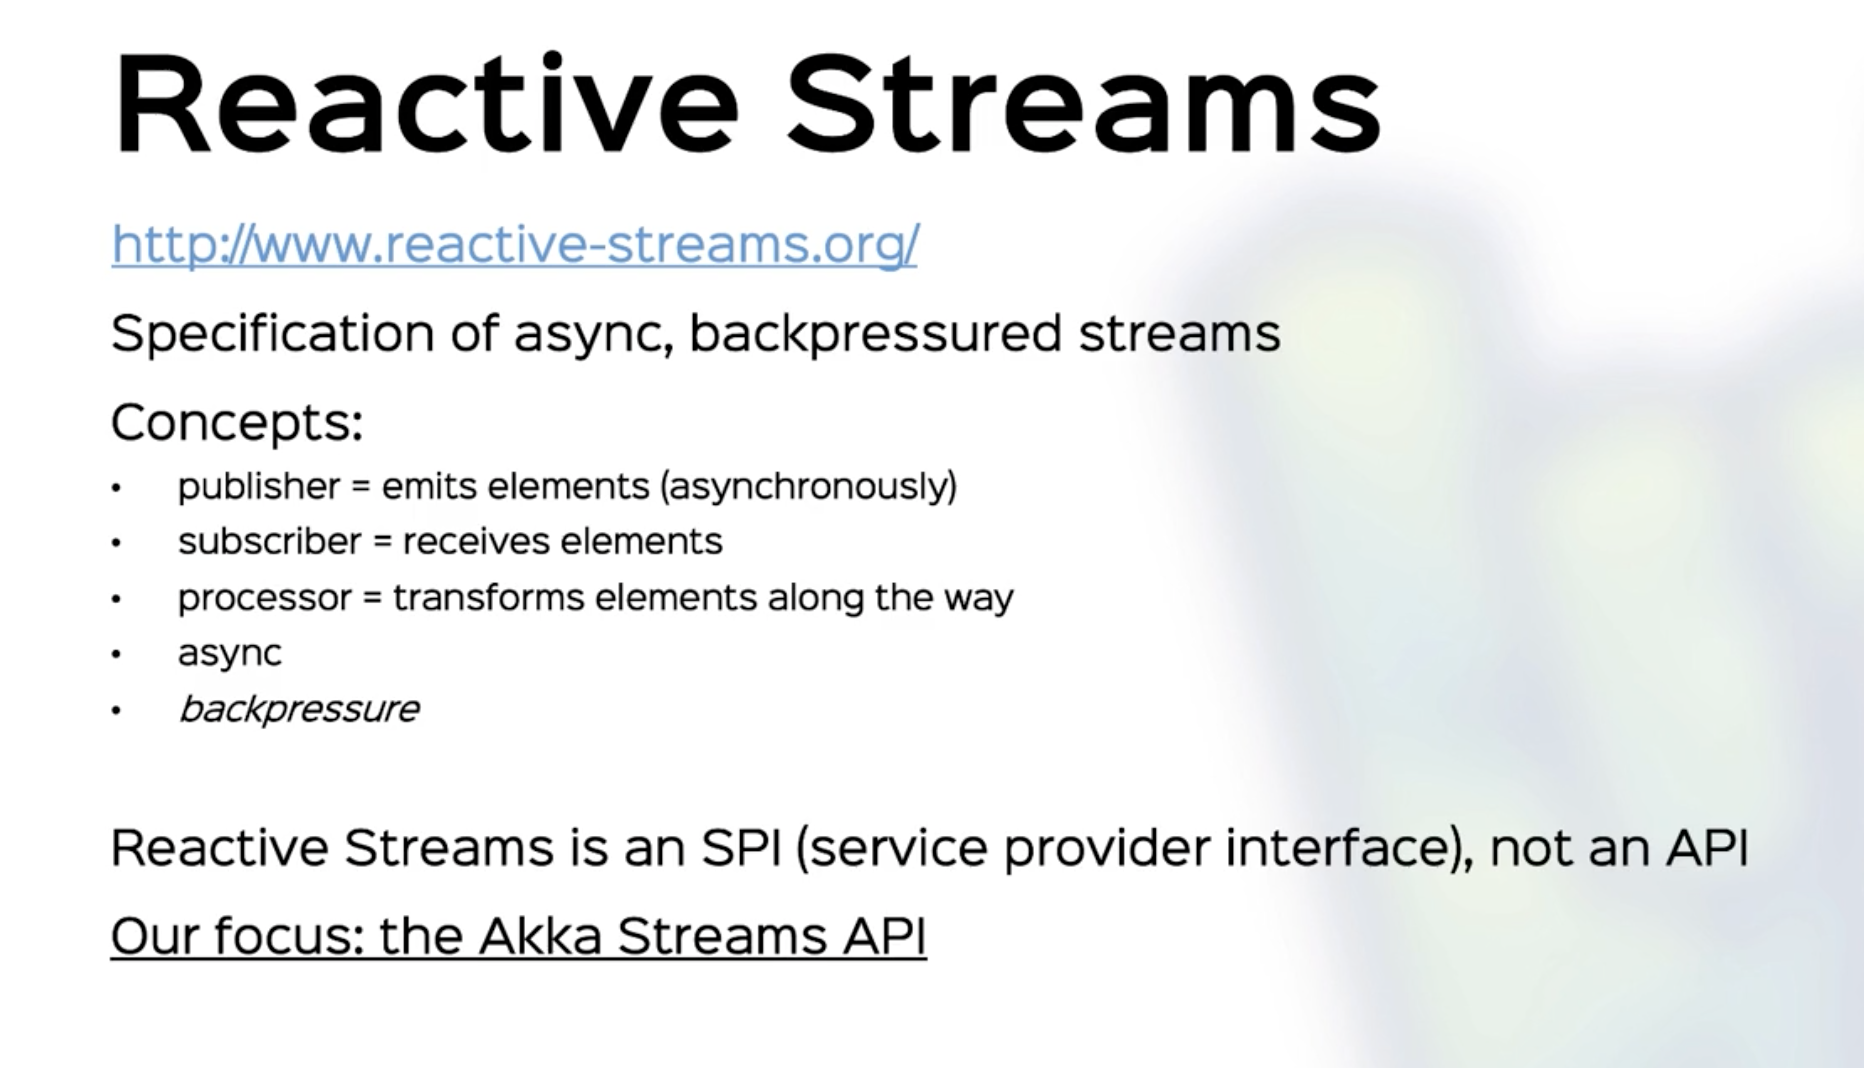 Reactive Streams
http://www.reactive-streams.org/
Specification of async, backpressured streams
Concepts:
• publisher = emits elements (asynchronously)
• subscriber = receives elements
• processor = transforms elements along the way
• async
• backpressure
Reactive Streams is an SPI (service provider interface), not an API
Our focus: the Akka Streams API